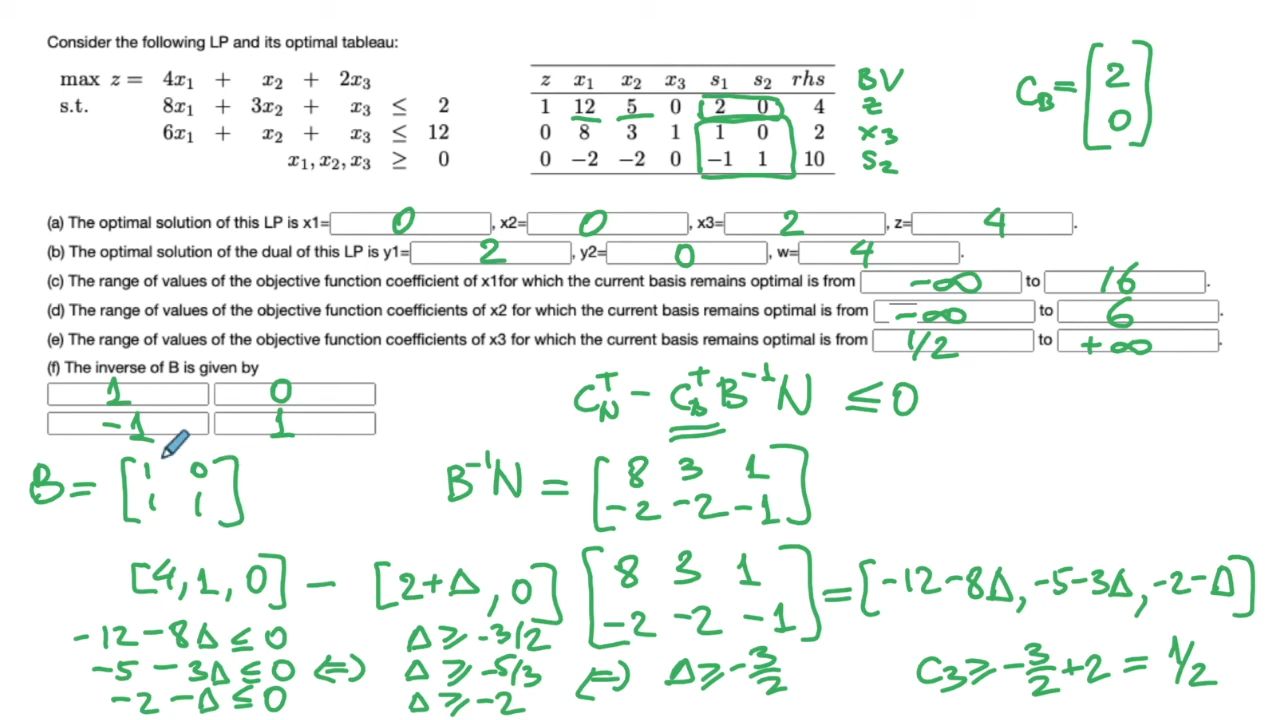 Consider the following LP and its optimal tableau:
max z = 4x₁ + x₂ + 2x₃
s.t. 8x₁ + 3x₂ + x₃ ≤ 2
6x₁ + x₂ + x₃ ≤ 12
x₁, x₂, x₃ ≥ 0
z x₁ x₂ x₃ s₁ s₂ rhs BV
1 12 5 0 2 0 4 z
0 8 3 1 1 0 2 x3
0 −2 −2 0 −1 1 10 S2
C_B = [2 0]
(a) The optimal solution of this LP is x1= 0 , x2= 0 , x3= 2 , z= 4 .
(b) The optimal solution of the dual of this LP is y1= 2 , y2= 0 , w= 4 .
(c) The range of values of the objective function coefficient of x1for which the current basis remains optimal is from -∞ to 16 .
(d) The range of values of the objective function coefficients of x2 for which the current basis remains optimal is from -∞ to 6 .
(e) The range of values of the objective function coefficients of x3 for which the current basis remains optimal is from 1/2 to +∞ .
(f) The inverse of B is given by
1 0
-1 1
C_N^T - C_B^T B^-1 N ≤ 0
B = [1 0
1 1]
B^-1 N = [8 3 1
-2 -2 -1]
[4, 1, 0] - [2+Δ, 0] [8 3 1
-2 -2 -1] = [-12-8Δ, -5-3Δ, -2-Δ]
-12-8Δ ≤ 0 Δ ≥ -3/2
-5-3Δ ≤ 0 ⇔ Δ ≥ -5/3 ⇔ Δ ≥ -3/2 C3 ≥ -3/2+2 = 1/2
-2-Δ ≤ 0 Δ ≥ -2